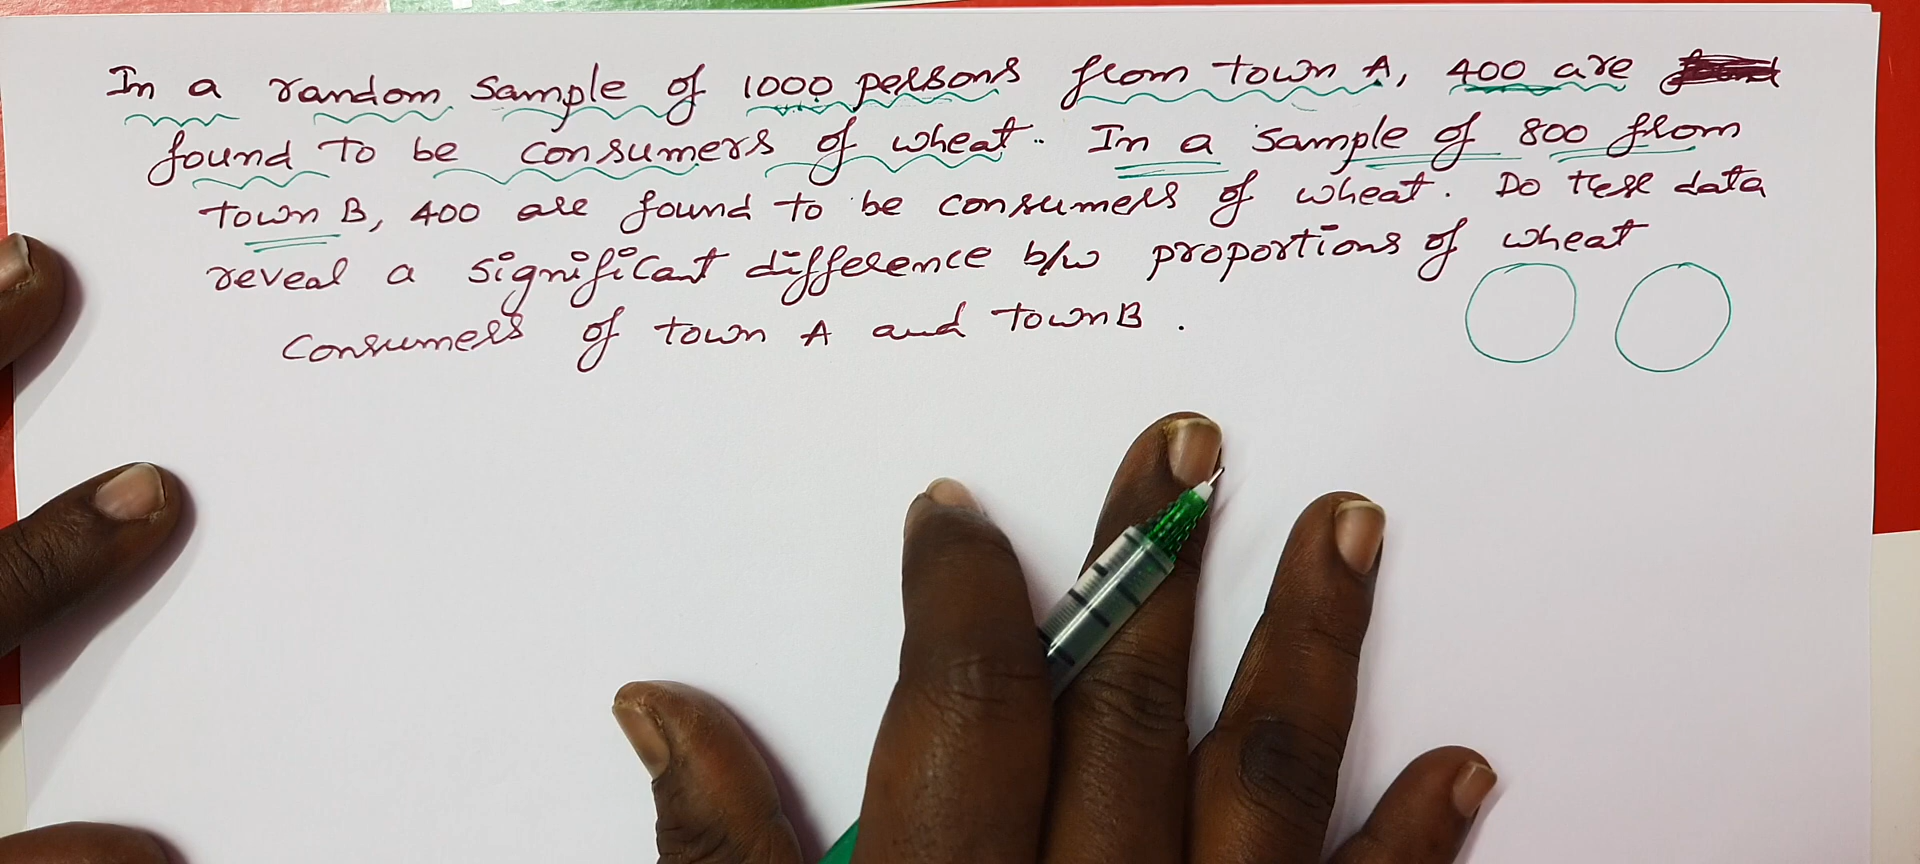 In a random sample of 1000 persons from town A, 400 are
found to be consumers of wheat. In a sample of 800 from
town B, 400 are found to be consumers of wheat. Do these data
reveal a significant difference b/w proportions of wheat
consumers of town A and town B.